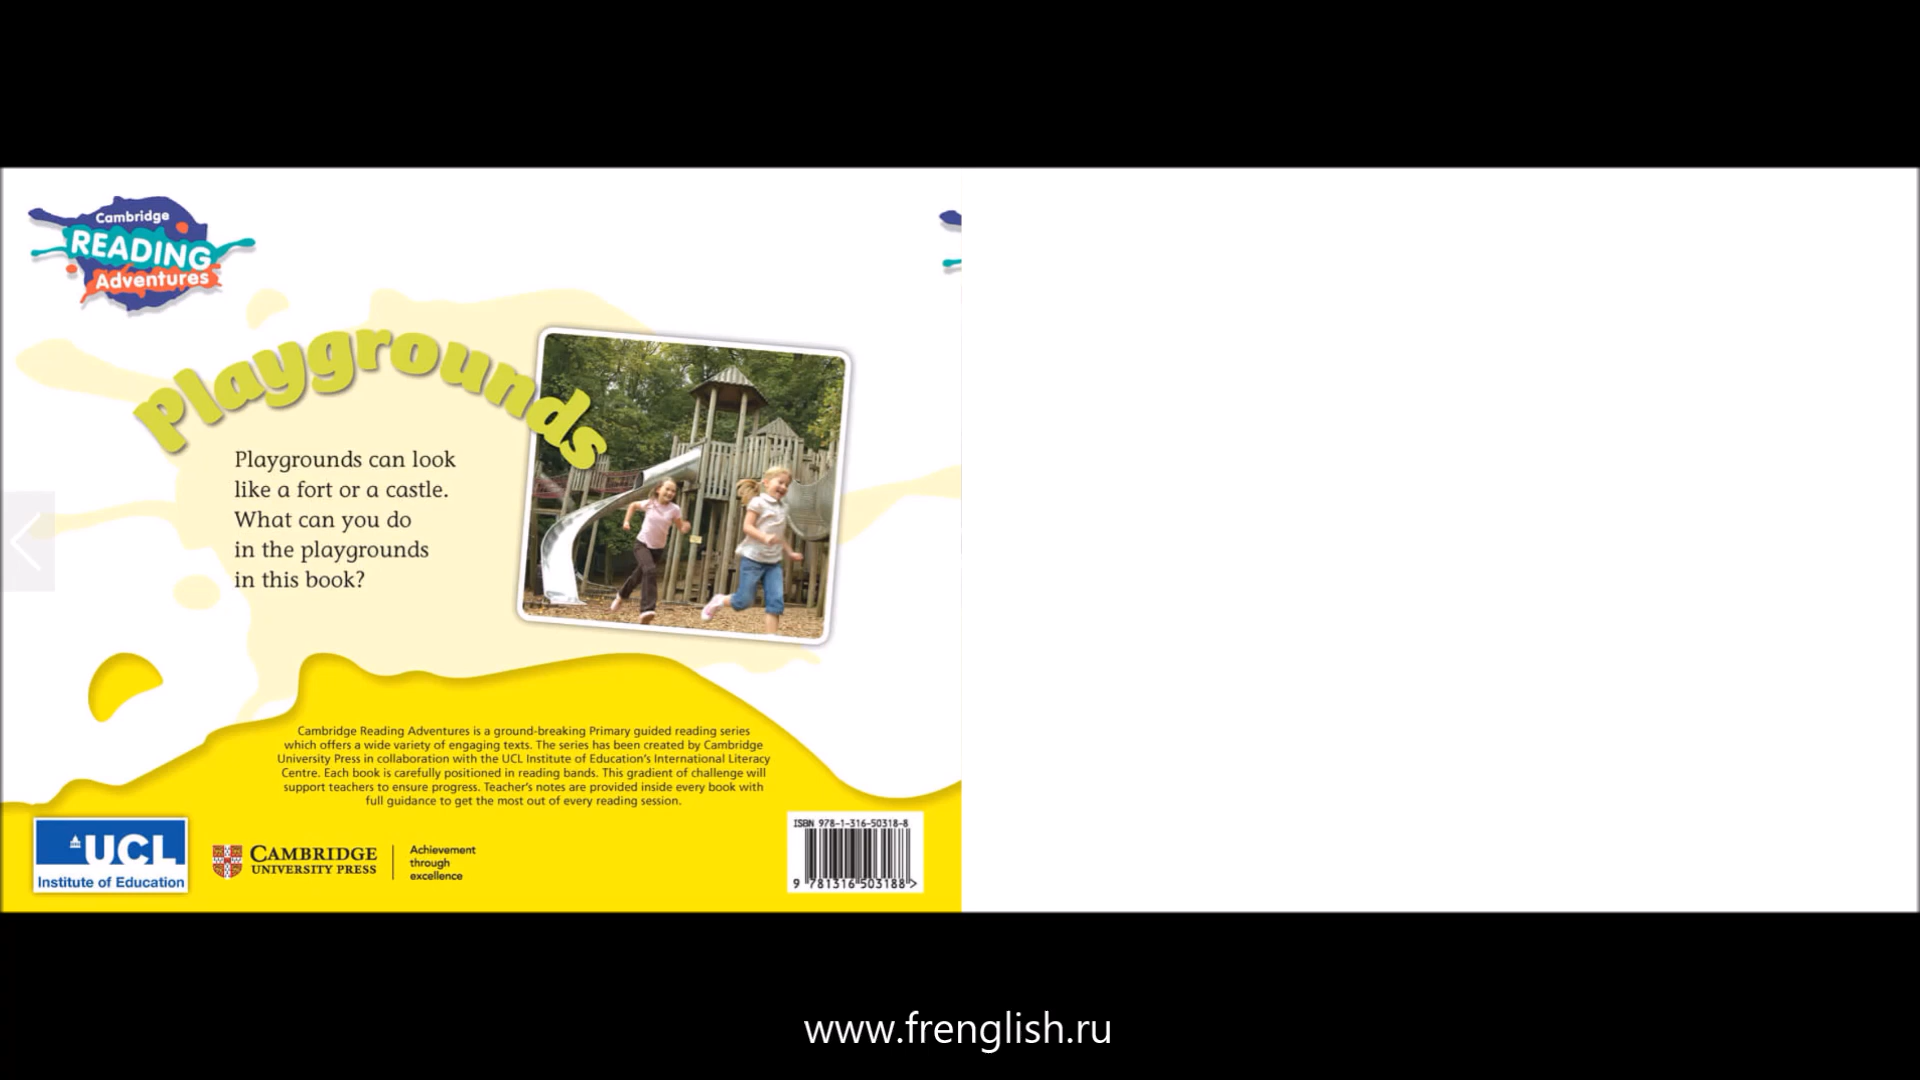 Cambridge
READING
Adventures
Playgrounds
Playgrounds can look
like a fort or a castle.
What can you do
in the playgrounds
in this book?
Cambridge Reading Adventures is a ground-breaking Primary guided reading series
which offers a wide variety of engaging texts. The series has been created by Cambridge
University Press in collaboration with the UCL Institute of Education's International Literacy
Centre. Each book is carefully positioned in reading bands. This gradient of challenge will
support teachers to ensure progress. Teacher's notes are provided inside every book with
full guidance to get the most out of every reading session.
UCL
Institute of Education
CAMBRIDGE
UNIVERSITY PRESS
Achievement
through
excellence
ISBN 978-1-316-50318-8
9 781316 503188 >
www.frenglish.ru